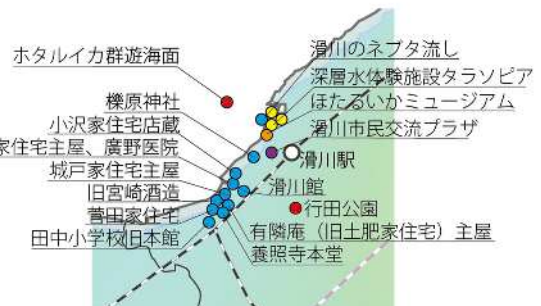 ホタルイカ群遊海面
滑川のネブタ流し
深層水体験施設タラソピア
ほたるいかミュージアム
滑川市民交流プラザ
櫟原神社
小沢家住宅店蔵
家住宅主屋、廣野医院
城戸家住宅主屋
旧宮崎酒造
菅田家住宅
田中小学校旧本館
滑川駅
滑川館
行田公園
有隣庵（旧土肥家住宅）主屋
養照寺本堂